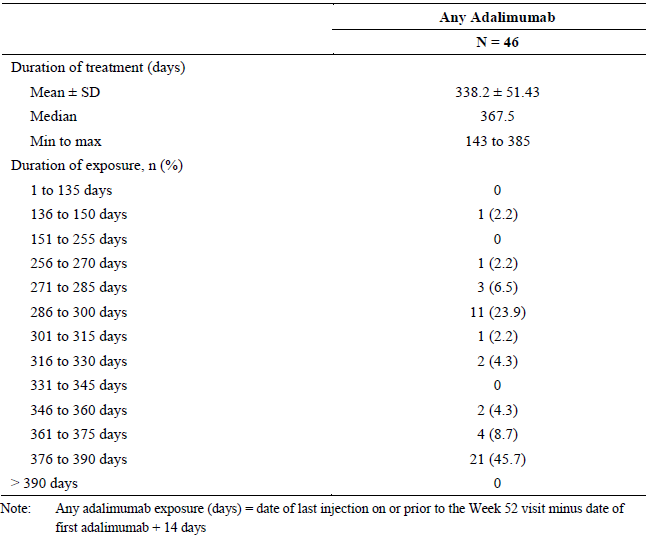 Any Adalimumab
N = 46
Duration of treatment (days)
Mean ± SD 338.2 ± 51.43
Median 367.5
Min to max 143 to 385
Duration of exposure, n (%)
1 to 135 days 0
136 to 150 days 1 (2.2)
151 to 255 days 0
256 to 270 days 1 (2.2)
271 to 285 days 3 (6.5)
286 to 300 days 11 (23.9)
301 to 315 days 1 (2.2)
316 to 330 days 2 (4.3)
331 to 345 days 0
346 to 360 days 2 (4.3)
361 to 375 days 4 (8.7)
376 to 390 days 21 (45.7)
> 390 days 0
Note: Any adalimumab exposure (days) = date of last injection on or prior to the Week 52 visit minus date of
first adalimumab + 14 days